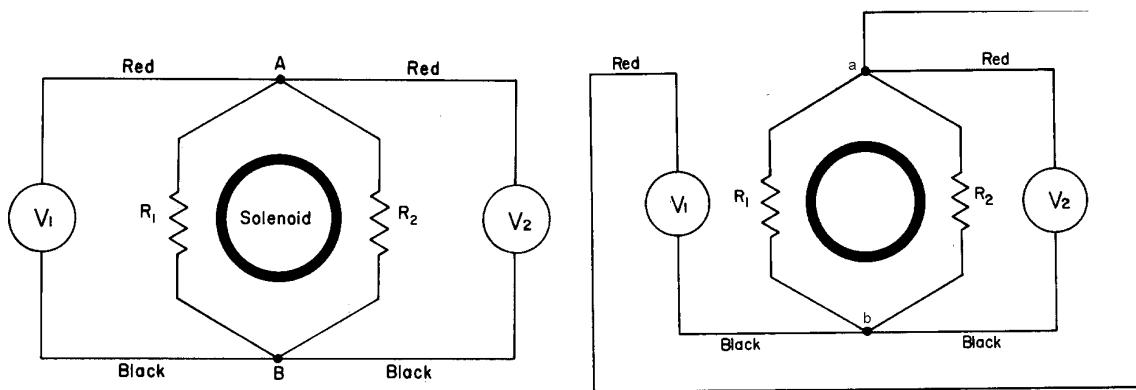 A
Red Red
V1 R1 Solenoid R2 V2
B
Black Black
Red a Red
V1 R1 R2 V2
b
Black Black